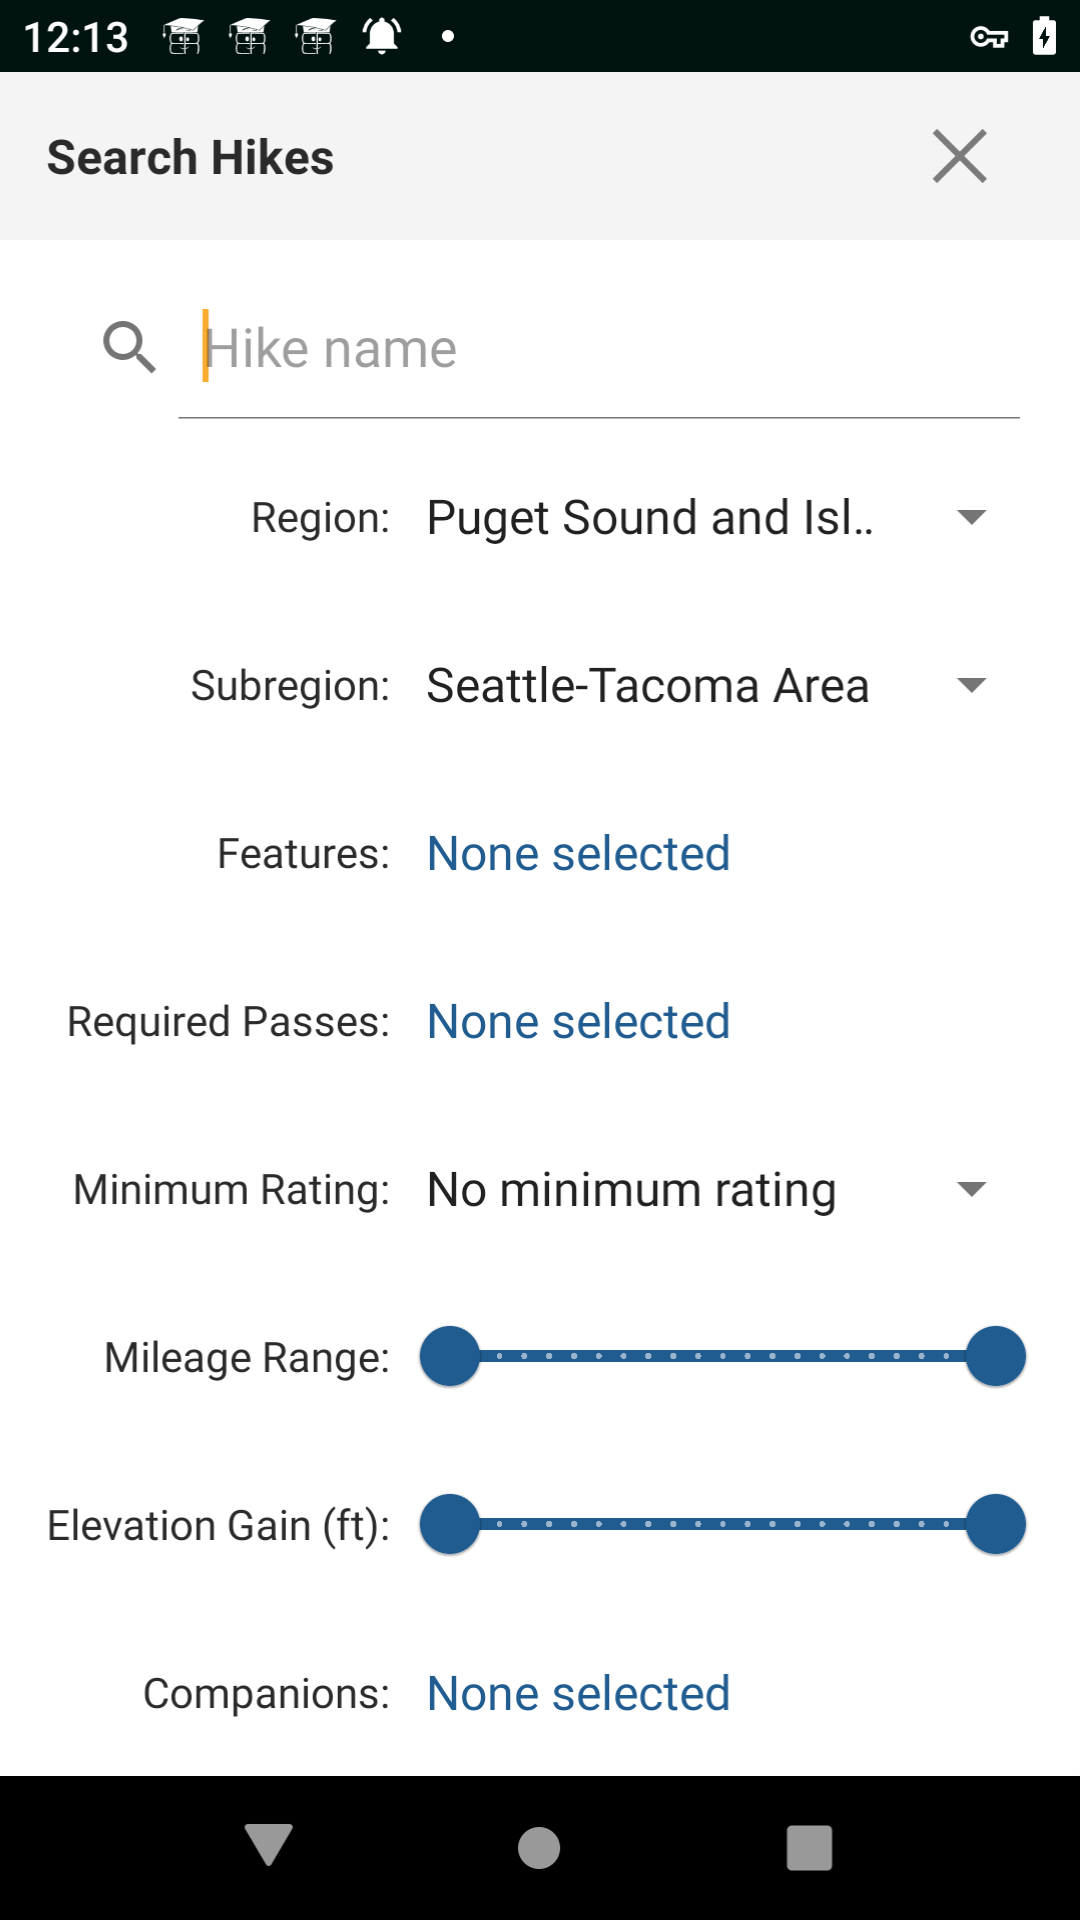 12:13
Search Hikes
Hike name
Region: Puget Sound and Isl..
Subregion: Seattle-Tacoma Area
Features: None selected
Required Passes: None selected
Minimum Rating: No minimum rating
Mileage Range:
Elevation Gain (ft):
Companions: None selected